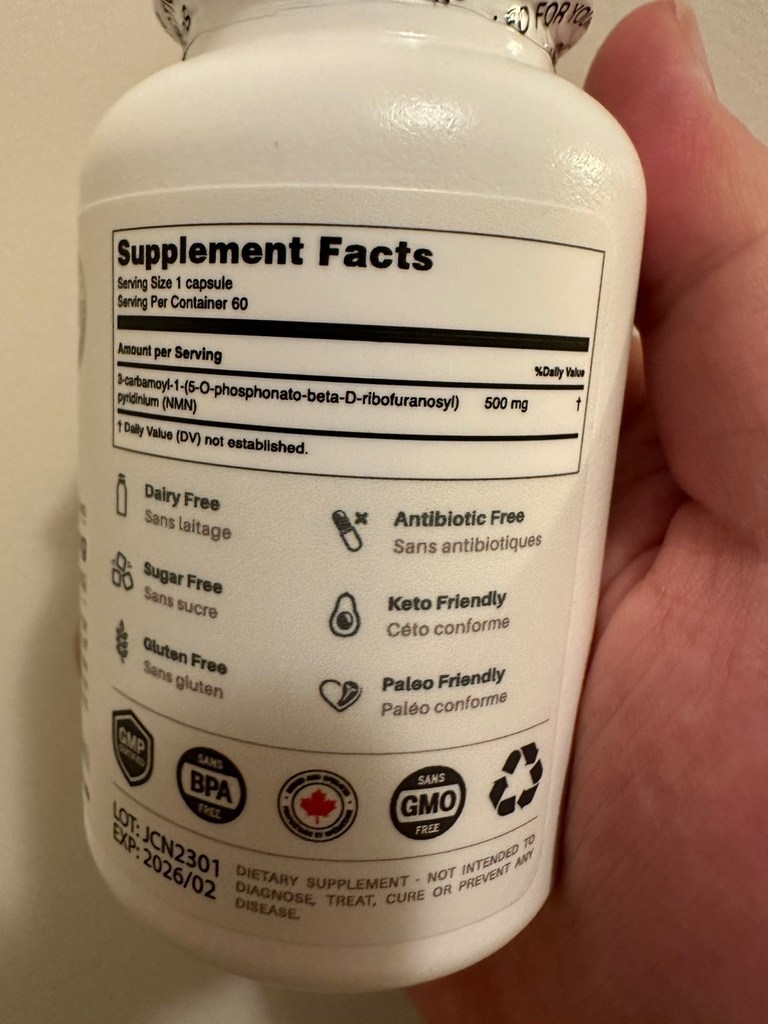 ED FOR YOU
Supplement Facts
Serving Size 1 capsule
Serving Per Container 60
Amount per Serving
%Daily Value
3-carbamoyl-1-(5-O-phosphonato-beta-D-ribofuranosyl) 500 mg †
pyridinium (NMN)
† Daily Value (DV) not established.
Dairy Free
Sans laitage
Antibiotic Free
Sans antibiotiques
Sugar Free
Sans sucre
Keto Friendly
Céto conforme
Gluten Free
Sans gluten
Paleo Friendly
Paléo conforme
GMP
CERTIFIED
SANS
BPA
FREE
SANS
GMO
FREE
LOT: JCN2301
EXP: 2026/02
DIETARY SUPPLEMENT - NOT INTENDED TO
DIAGNOSE, TREAT, CURE OR PREVENT ANY
DISEASE.